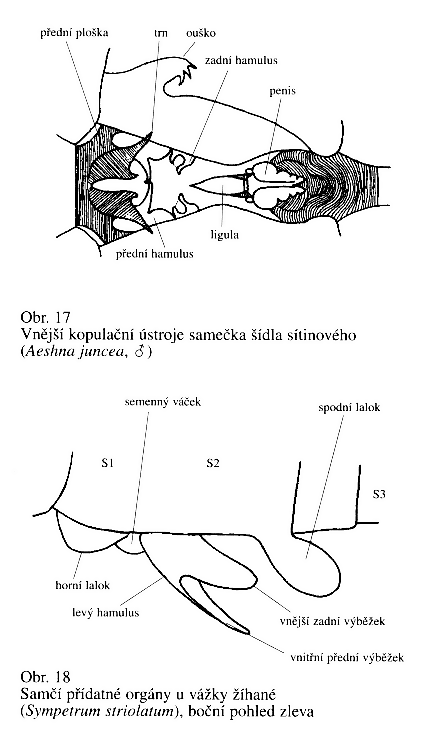 přední ploška
trn
ouško
zadní hamulus
penis
ligula
přední hamulus
Obr. 17
Vnější kopulační ústroje samečka šídla sítinového
(Aeshna juncea, ♂)
semenný váček
spodní lalok
S1
S2
S3
horní lalok
levý hamulus
vnější zadní výběžek
vnitřní přední výběžek
Obr. 18
Samčí přídatné orgány u vážky žíhané
(Sympetrum striolatum), boční pohled zleva